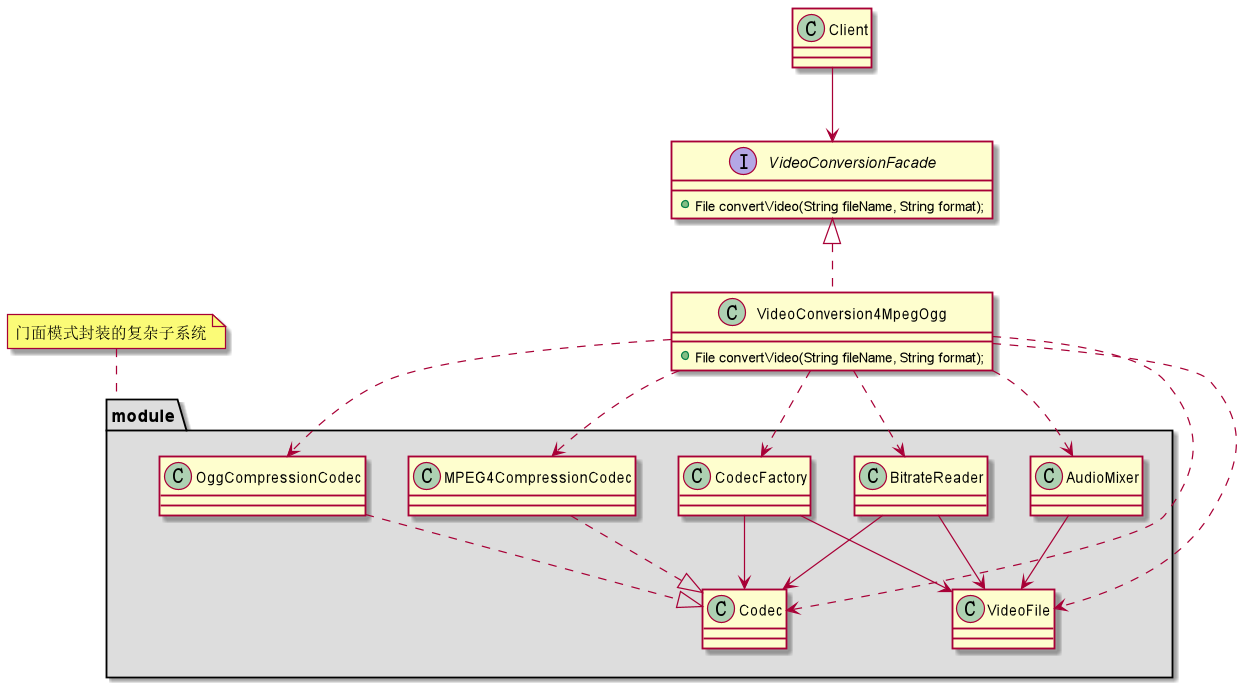 C Client
I VideoConversionFacade
File convertVideo(String fileName, String format);
C VideoConversion4MpegOgg
File convertVideo(String fileName, String format);
门面模式封装的复杂子系统
module
C OggCompressionCodec
C MPEG4CompressionCodec
C CodecFactory
C BitrateReader
C AudioMixer
C Codec
C VideoFile